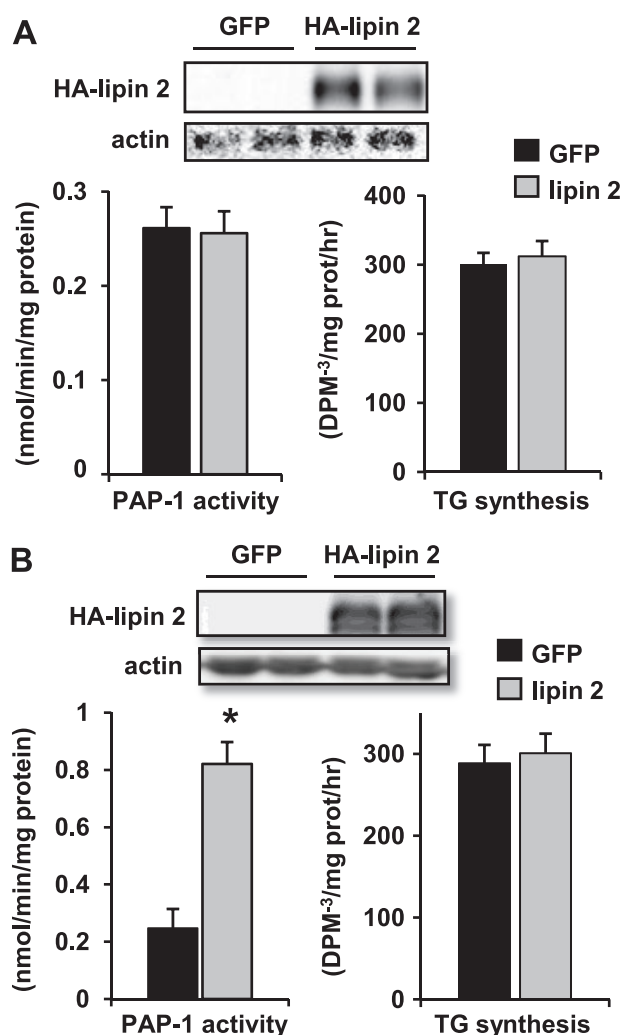 A
GFP HA-lipin 2
HA-lipin 2
actin
GFP
lipin 2
(nmol/min/mg protein)
0.3
0.2
0.1
0
PAP-1 activity
(DPM-3/mg prot/hr)
400
300
200
100
0
TG synthesis
B
GFP HA-lipin 2
HA-lipin 2
actin
GFP
lipin 2
(nmol/min/mg protein)
1
0.8
0.6
0.4
0.2
0
*
PAP-1 activity
(DPM-3/mg prot/hr)
300
200
100
0
TG synthesis